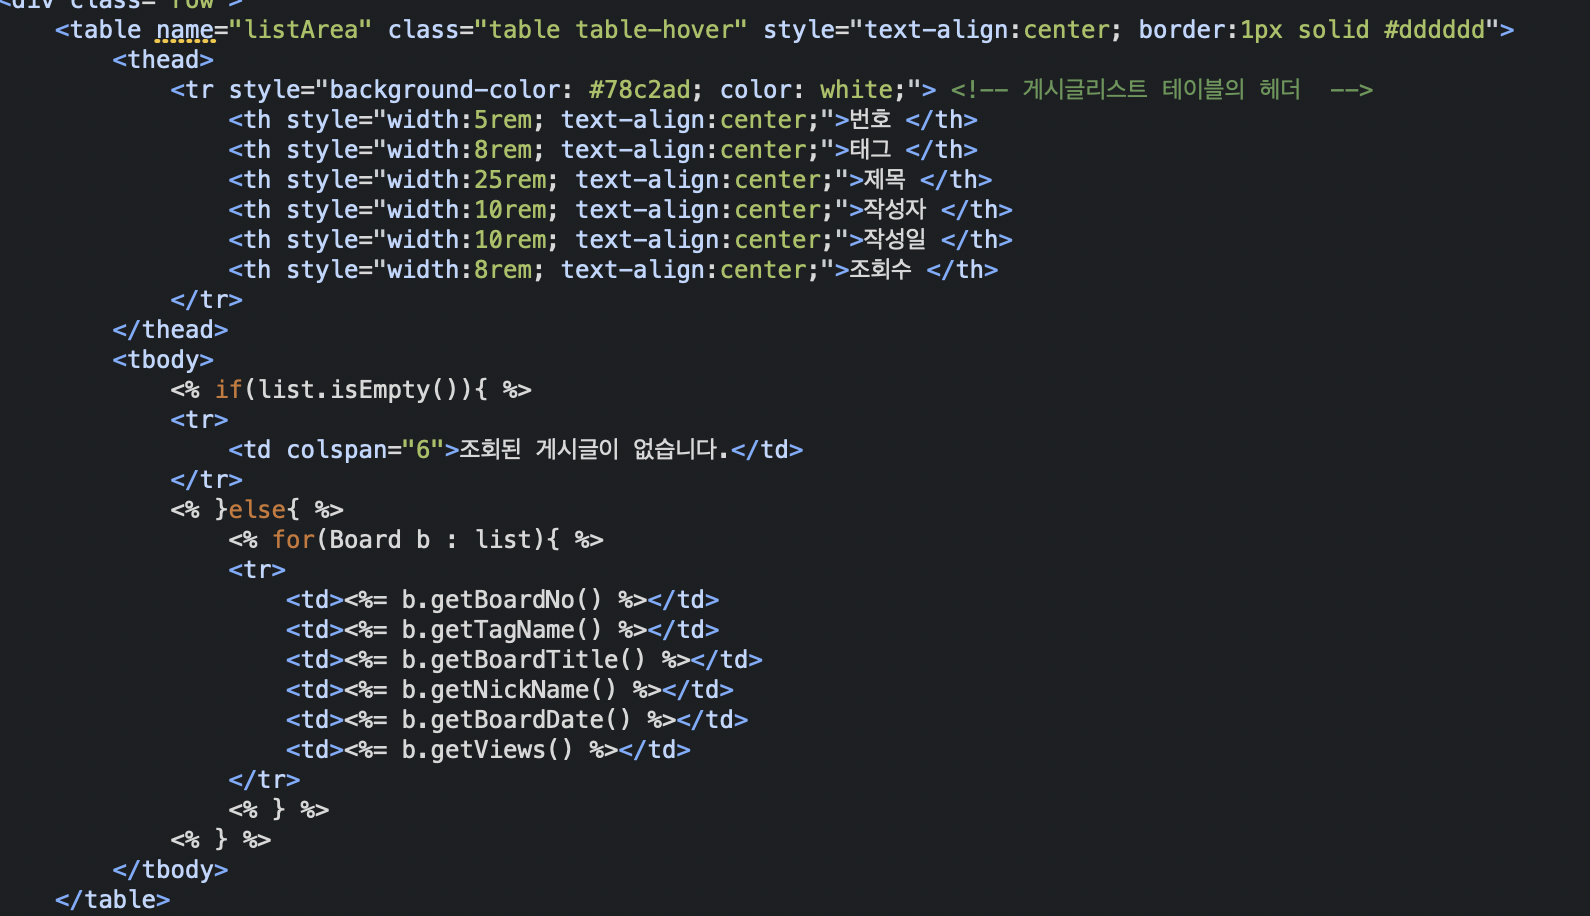 <div class="row">
<table name="listArea" class="table table-hover" style="text-align:center; border:1px solid #dddddd">
<thead>
<tr style="background-color: #78c2ad; color: white;"> <!-- 게시글리스트 테이블의 헤더  -->
<th style="width:5rem; text-align:center;">번호 </th>
<th style="width:8rem; text-align:center;">태그 </th>
<th style="width:25rem; text-align:center;">제목 </th>
<th style="width:10rem; text-align:center;">작성자 </th>
<th style="width:10rem; text-align:center;">작성일 </th>
<th style="width:8rem; text-align:center;">조회수 </th>
</tr>
</thead>
<tbody>
<% if(list.isEmpty()){ %>
<tr>
<td colspan="6">조회된 게시글이 없습니다.</td>
</tr>
<% }else{ %>
<% for(Board b : list){ %>
<tr>
<td><%= b.getBoardNo() %></td>
<td><%= b.getTagName() %></td>
<td><%= b.getBoardTitle() %></td>
<td><%= b.getNickName() %></td>
<td><%= b.getBoardDate() %></td>
<td><%= b.getViews() %></td>
</tr>
<% } %>
<% } %>
</tbody>
</table>